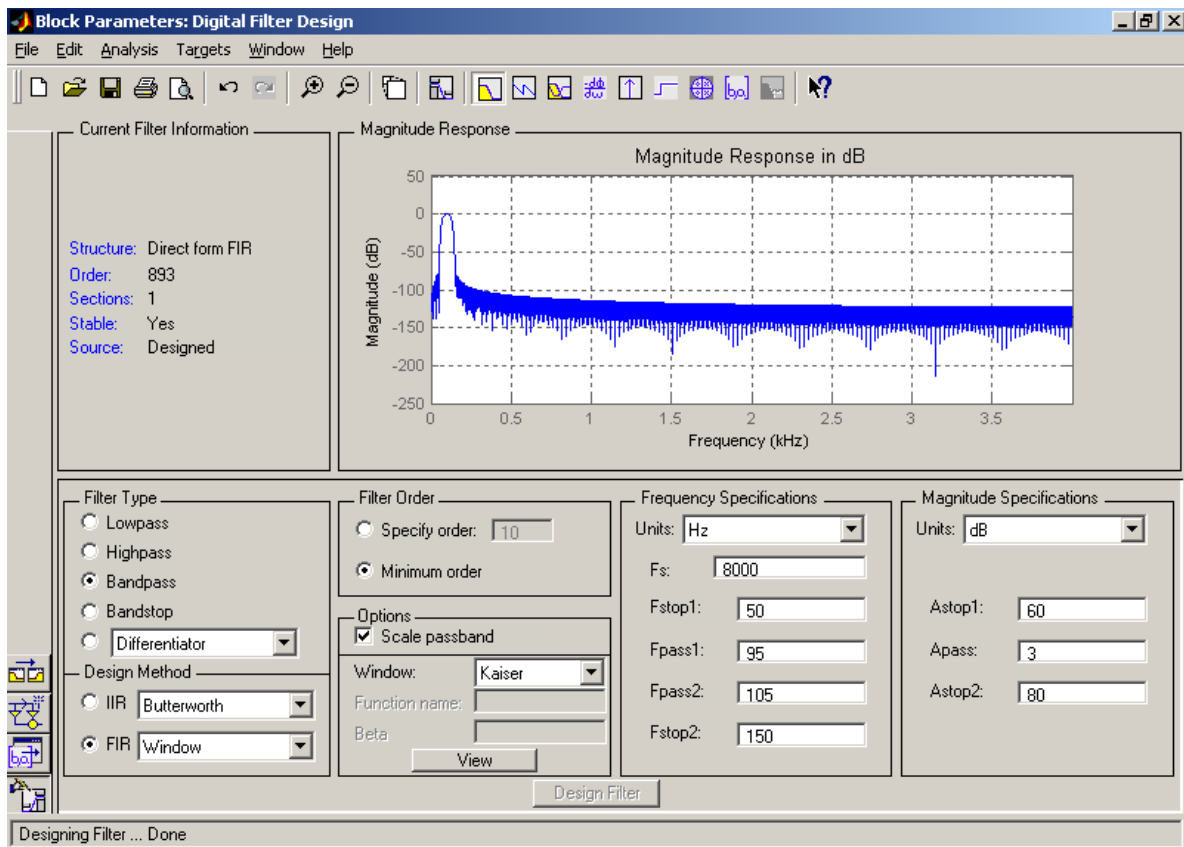 Block Parameters: Digital Filter Design
File Edit Analysis Targets Window Help
Current Filter Information
Structure: Direct form FIR
Order: 893
Sections: 1
Stable: Yes
Source: Designed
Magnitude Response
Magnitude Response in dB
Magnitude (dB)
50
0
-50
-100
-150
-200
-250
0 0.5 1 1.5 2 2.5 3 3.5
Frequency (kHz)
Filter Type
Lowpass
Highpass
Bandpass
Bandstop
Differentiator
Design Method
IIR Butterworth
FIR Window
Filter Order
Specify order: 10
Minimum order
Options
Scale passband
Window: Kaiser
Function name:
Beta
View
Frequency Specifications
Units: Hz
Fs: 8000
Fstop1: 50
Fpass1: 95
Fpass2: 105
Fstop2: 150
Magnitude Specifications
Units: dB
Astop1: 60
Apass: 3
Astop2: 80
Design Filter
Designing Filter ... Done